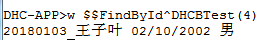 DHC-APP>w $$FindById^DHCBTest(4)
20180103_王子叶 02/10/2002 男